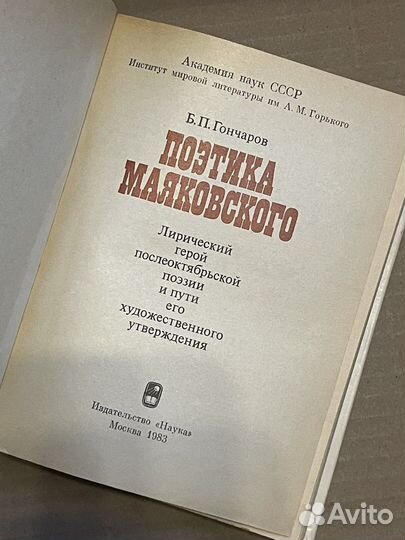 Академия наук СССР
Институт мировой литературы им А. М. Горького
Б. П. Гончаров
ПОЭТИКА
МАЯКОВСКОГО
Лирический
герой
послеоктябрьской
поэзии
и пути
его
художественного
утверждения
Издательство «Наука»
Москва 1983
Avito